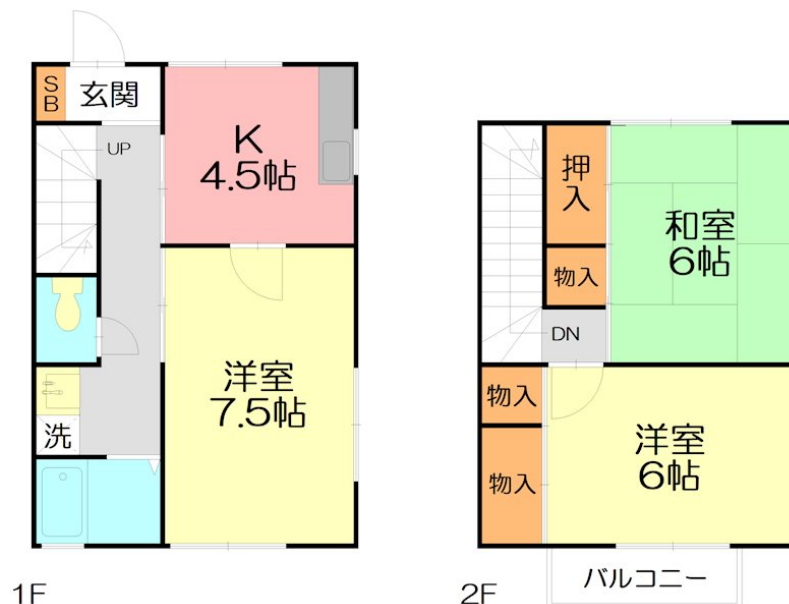 SB
玄関
UP
K
4.5帖
洋室
7.5帖
洗
1F
押入
和室
6帖
物入
DN
物入
物入
洋室
6帖
バルコニー
2F